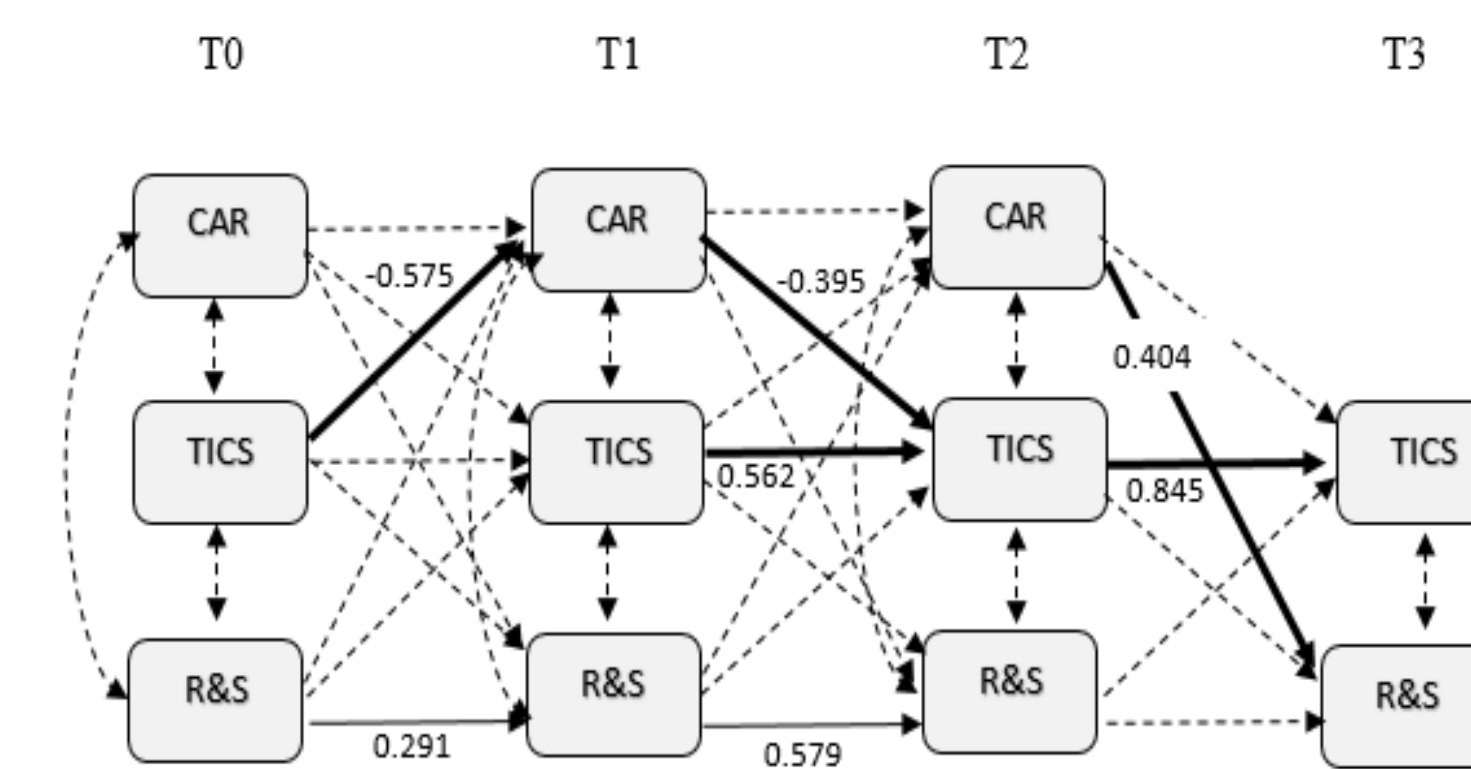 T0 T1 T2 T3
CAR CAR CAR
-0.575 -0.395
0.404
TICS TICS TICS TICS
0.562 0.845
R&S R&S R&S R&S
0.291 0.579